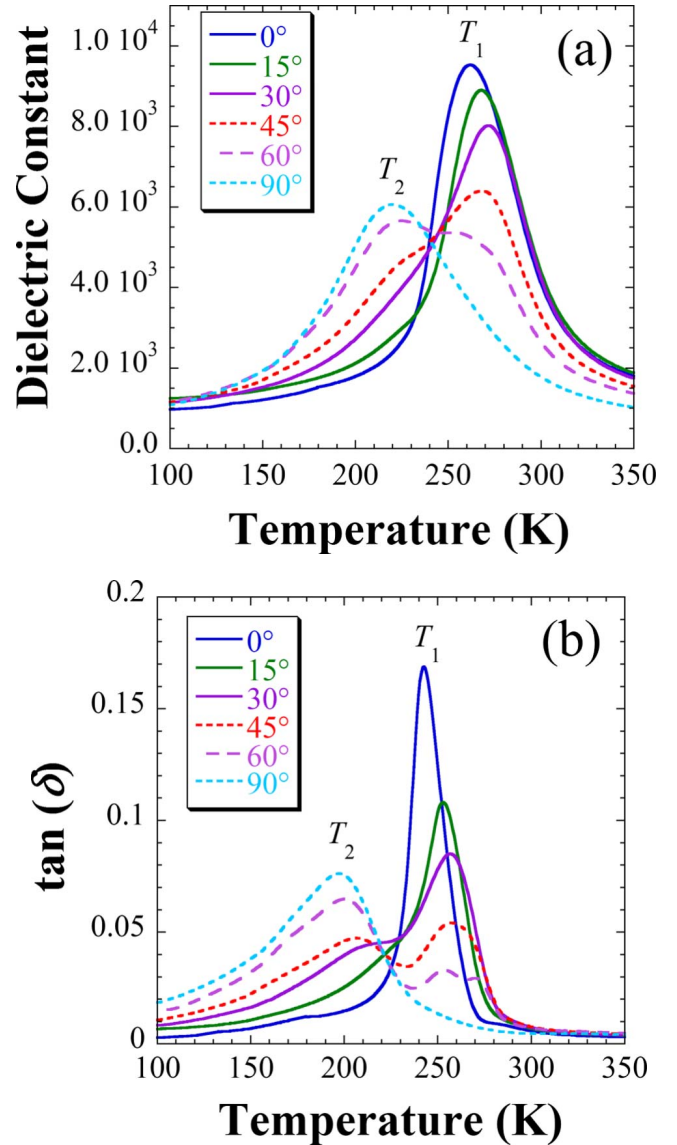 (a)
T1
T2
0°
15°
30°
45°
60°
90°
Dielectric Constant
1.0 10⁴
8.0 10³
6.0 10³
4.0 10³
2.0 10³
0.0
100 150 200 250 300 350
Temperature (K)
(b)
T1
T2
0°
15°
30°
45°
60°
90°
tan (δ)
0.2
0.15
0.1
0.05
0
100 150 200 250 300 350
Temperature (K)